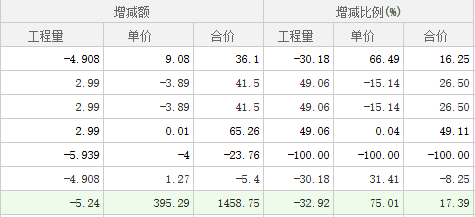 增减额 增减比例(%)
工程量 单价 合价 工程量 单价 合价
-4.908 9.08 36.1 -30.18 66.49 16.25
2.99 -3.89 41.5 49.06 -15.14 26.50
2.99 -3.89 41.5 49.06 -15.14 26.50
2.99 0.01 65.26 49.06 0.04 49.11
-5.939 -4 -23.76 -100.00 -100.00 -100.00
-4.908 1.27 -5.4 -30.18 31.41 -8.25
-5.24 395.29 1458.75 -32.92 75.01 17.39